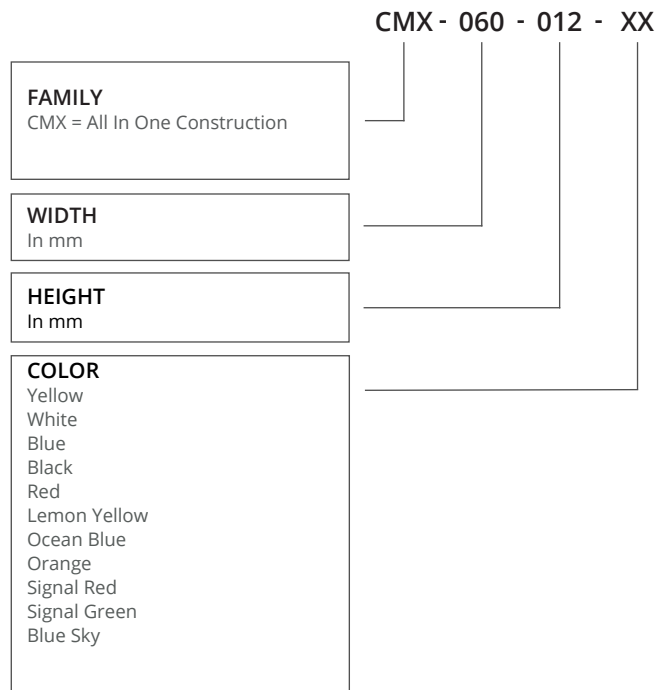 CMX - 060 - 012 - XX
FAMILY
CMX = All In One Construction
WIDTH
In mm
HEIGHT
In mm
COLOR
Yellow
White
Blue
Black
Red
Lemon Yellow
Ocean Blue
Orange
Signal Red
Signal Green
Blue Sky